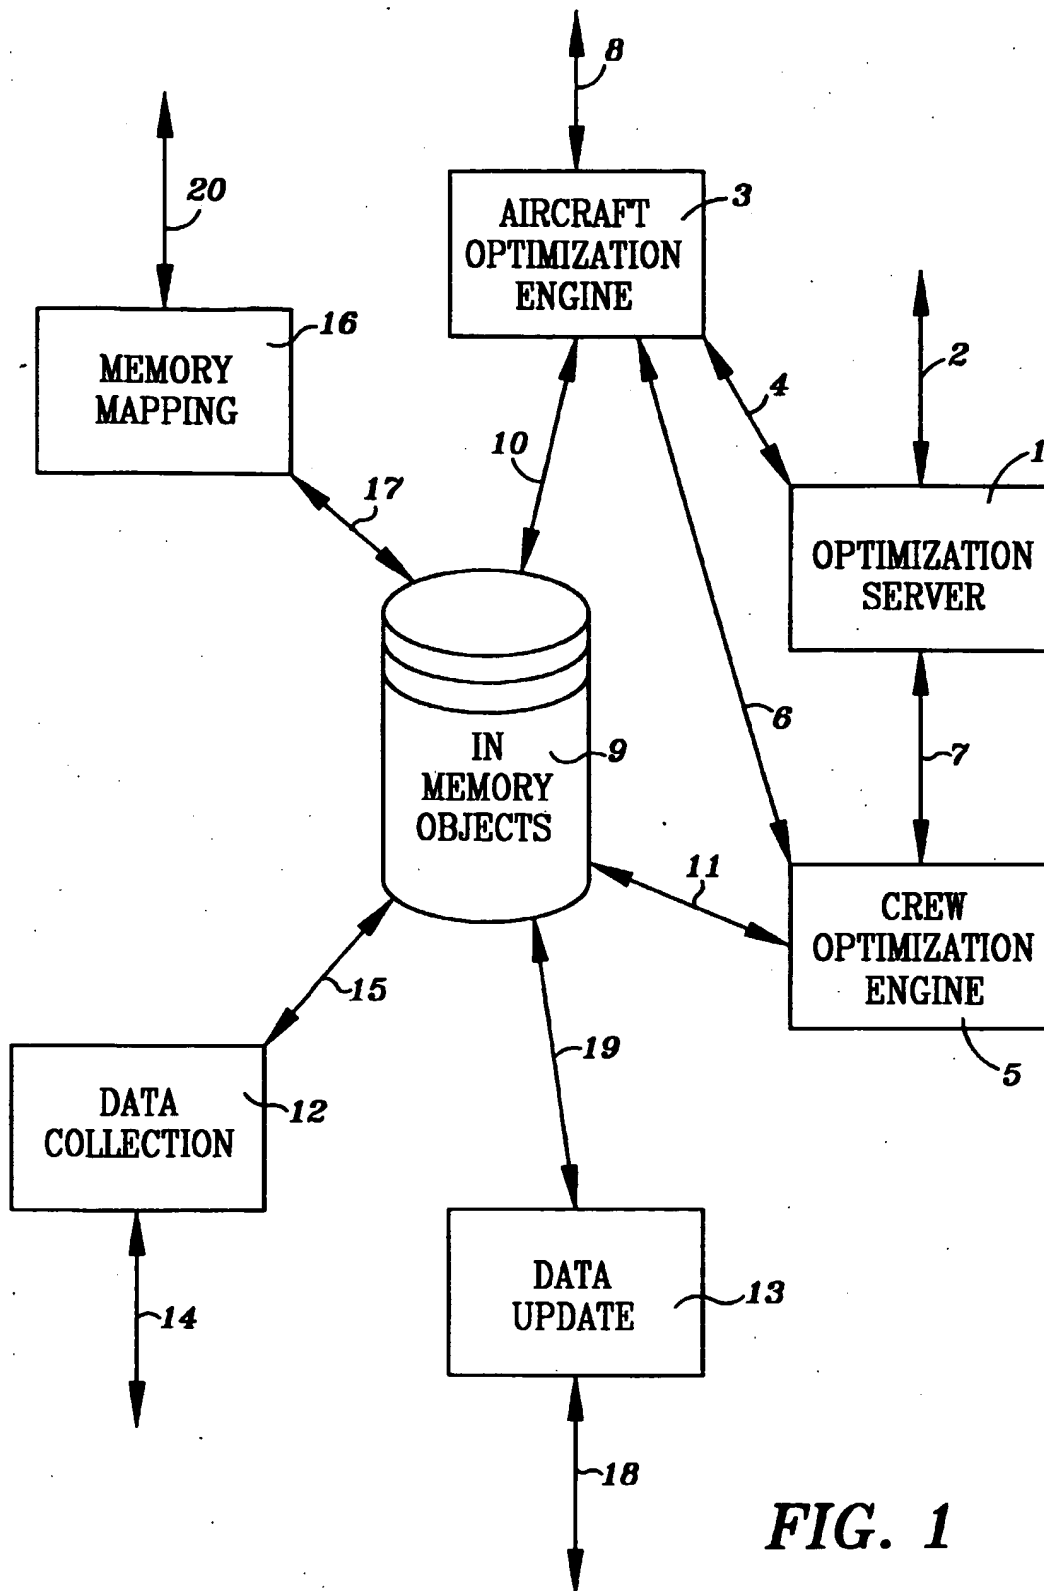 8
20
3
AIRCRAFT
OPTIMIZATION
ENGINE
16
MEMORY
MAPPING
2
4
10
1
17
OPTIMIZATION
SERVER
6
7
IN
MEMORY
OBJECTS
9
11
CREW
OPTIMIZATION
ENGINE
15
19
5
DATA
COLLECTION
12
DATA
UPDATE
13
14
18
FIG. 1